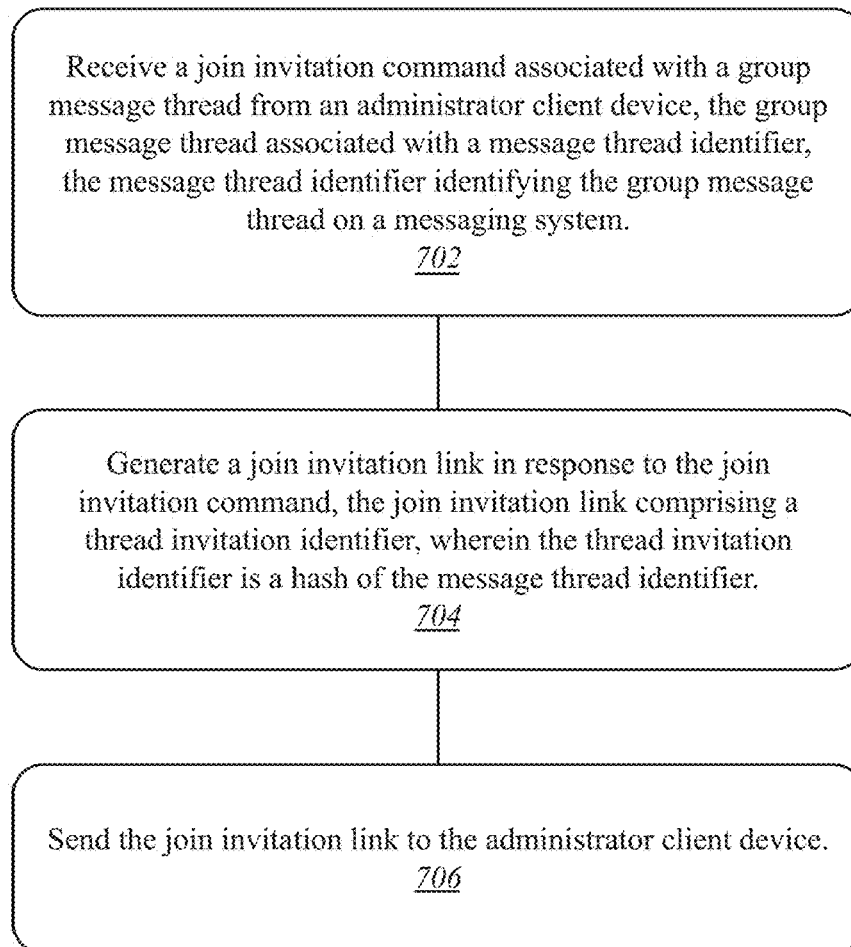 Receive a join invitation command associated with a group
message thread from an administrator client device, the group
message thread associated with a message thread identifier,
the message thread identifier identifying the group message
thread on a messaging system.
702
Generate a join invitation link in response to the join
invitation command, the join invitation link comprising a
thread invitation identifier, wherein the thread invitation
identifier is a hash of the message thread identifier.
704
Send the join invitation link to the administrator client device.
706